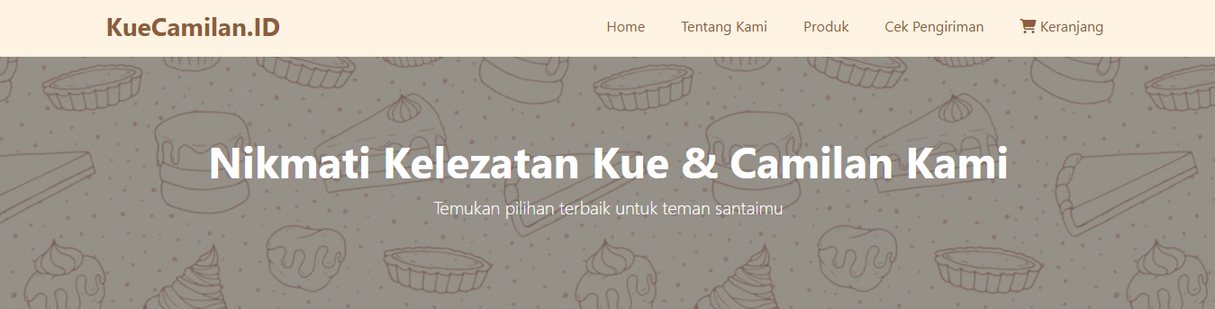 KueCamilan.ID
Home Tentang Kami Produk Cek Pengiriman Keranjang
Nikmati Kelezatan Kue & Camilan Kami
Temukan pilihan terbaik untuk teman santaimu